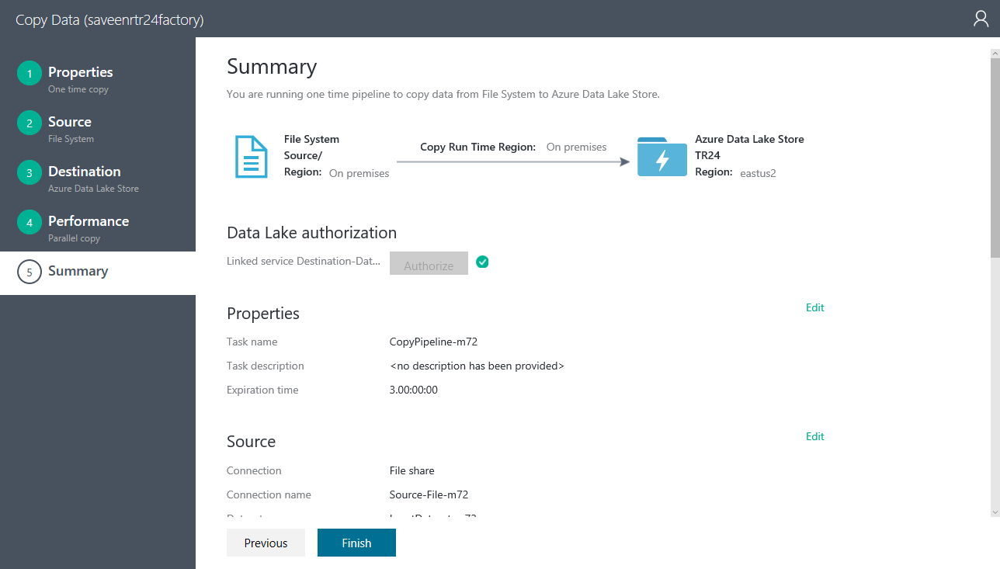 Copy Data (saveenrtr24factory)
1 Properties
One time copy
2 Source
File System
3 Destination
Azure Data Lake Store
4 Performance
Parallel copy
5 Summary
Summary
You are running one time pipeline to copy data from File System to Azure Data Lake Store.
File System
Source/
Region: On premises
Copy Run Time Region: On premises
Azure Data Lake Store
TR24
Region: eastus2
Data Lake authorization
Linked service Destination-Dat... Authorize
Properties Edit
Task name CopyPipeline-m72
Task description <no description has been provided>
Expiration time 3.00:00:00
Source Edit
Connection File share
Connection name Source-File-m72
Previous Finish